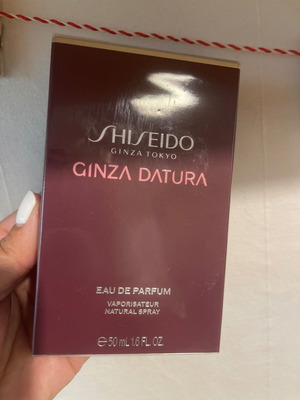 SHISEIDO
GINZA TOKYO
GINZA DATURA
EAU DE PARFUM
VAPORISATEUR
NATURAL SPRAY
℮50 mL 1.6 FL. OZ.